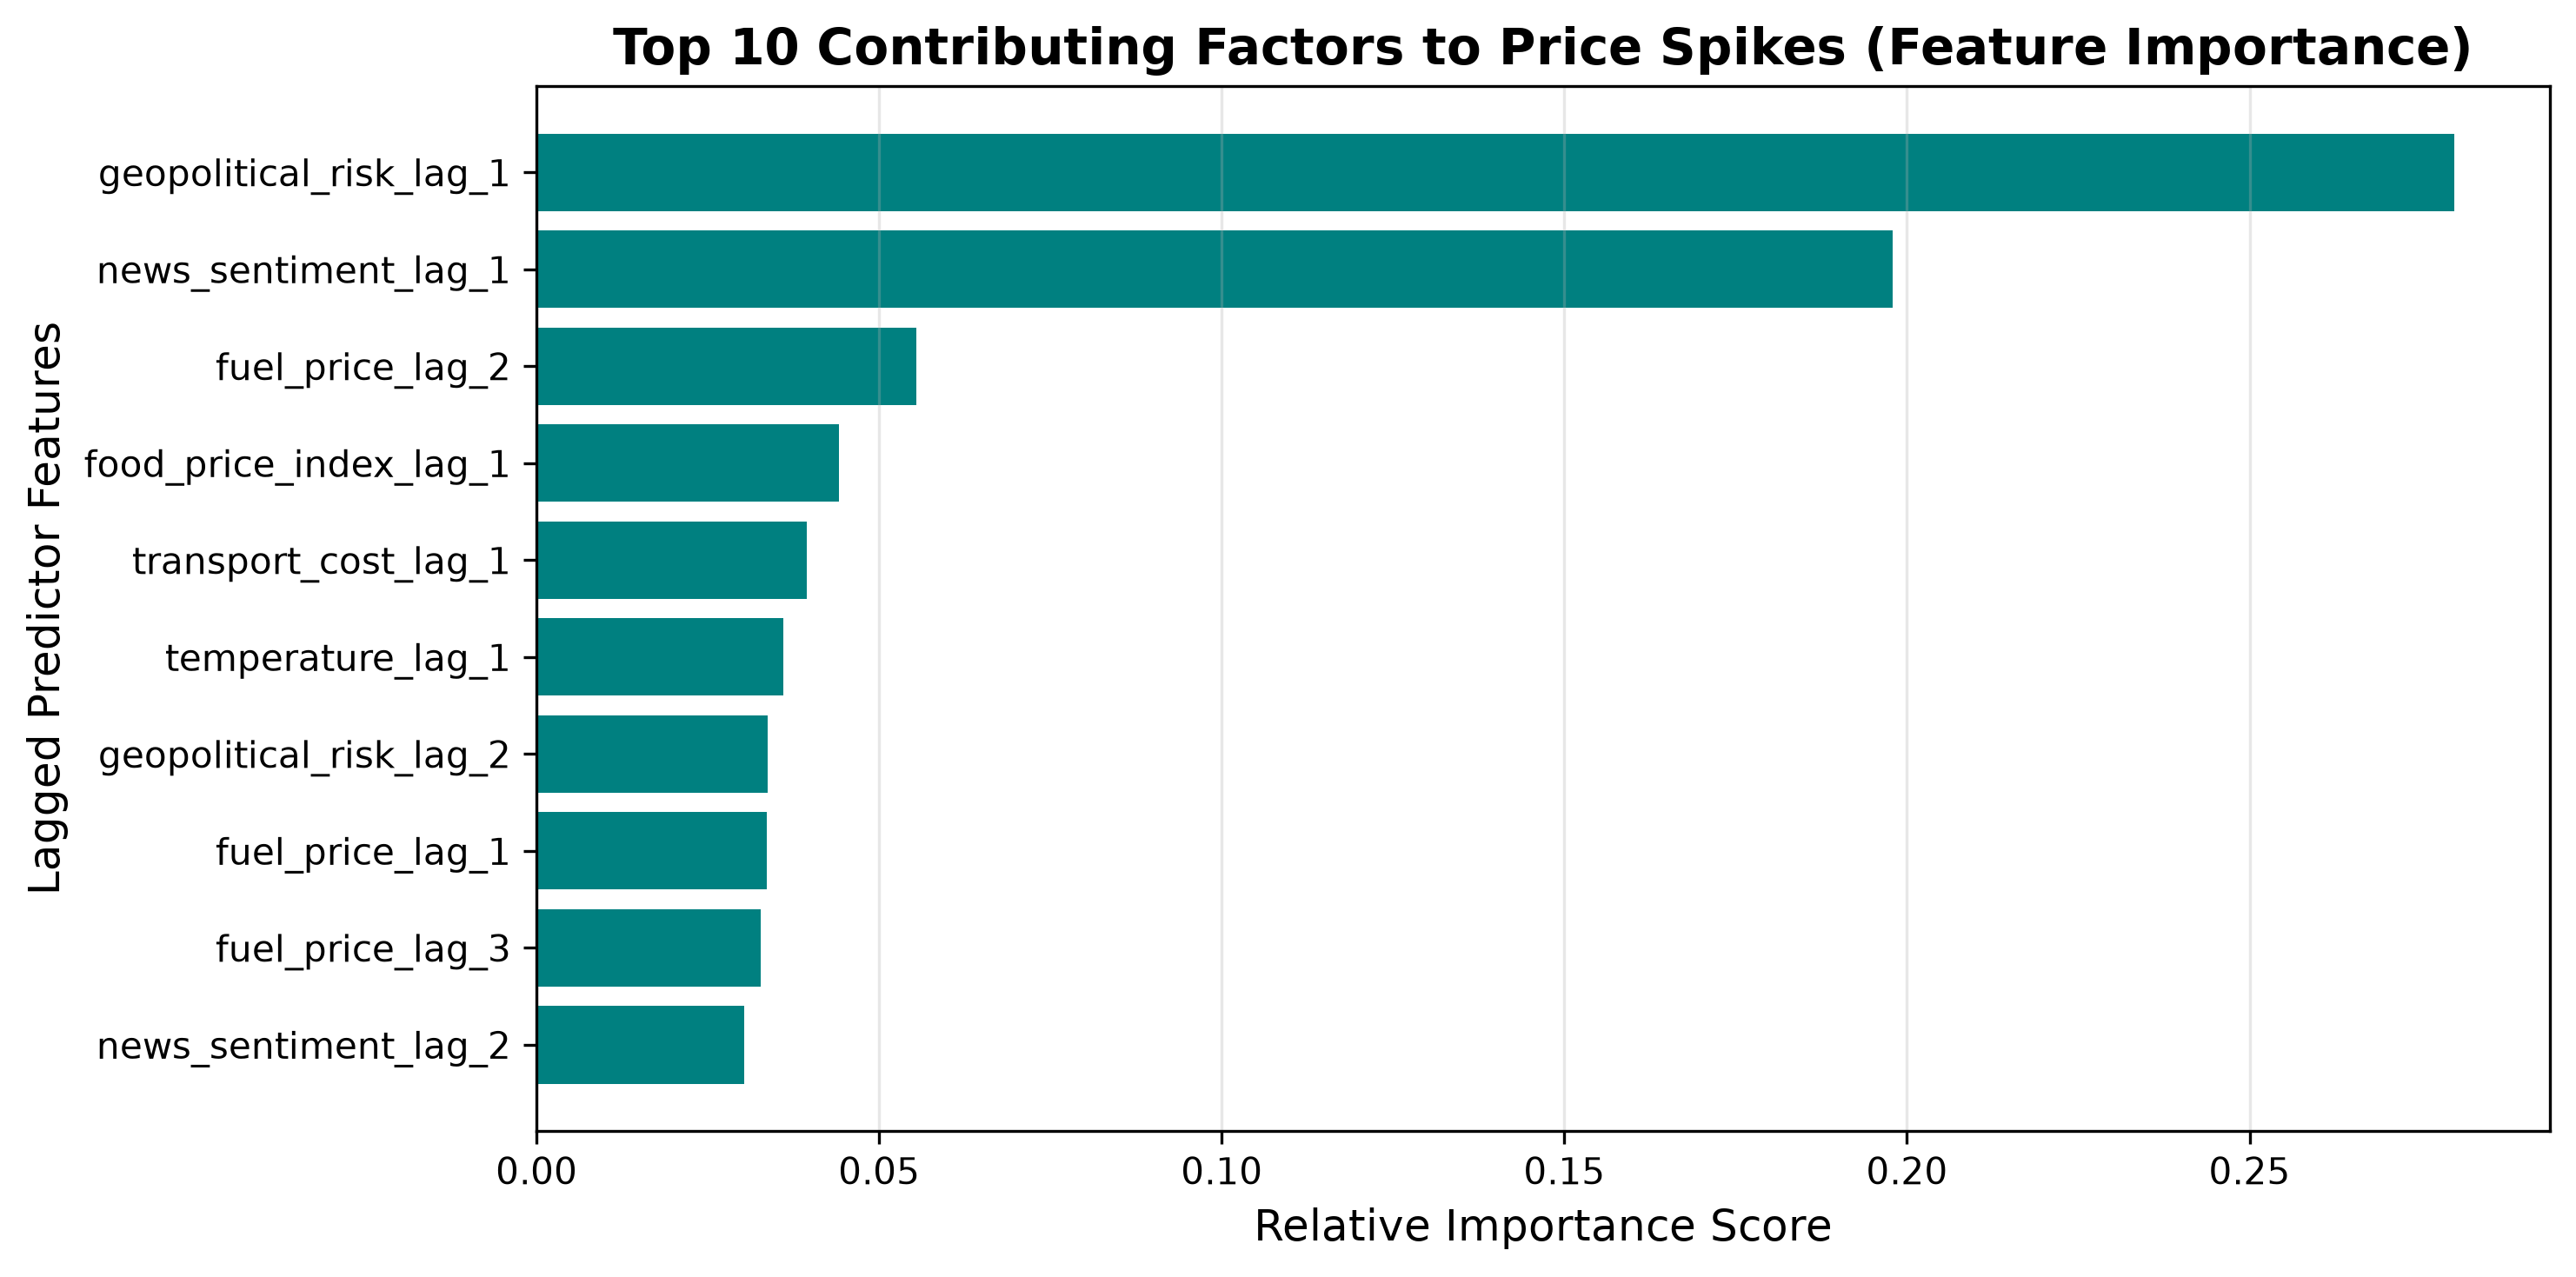 Top 10 Contributing Factors to Price Spikes (Feature Importance)
Lagged Predictor Features
geopolitical_risk_lag_1
news_sentiment_lag_1
fuel_price_lag_2
food_price_index_lag_1
transport_cost_lag_1
temperature_lag_1
geopolitical_risk_lag_2
fuel_price_lag_1
fuel_price_lag_3
news_sentiment_lag_2
0.00 0.05 0.10 0.15 0.20 0.25
Relative Importance Score